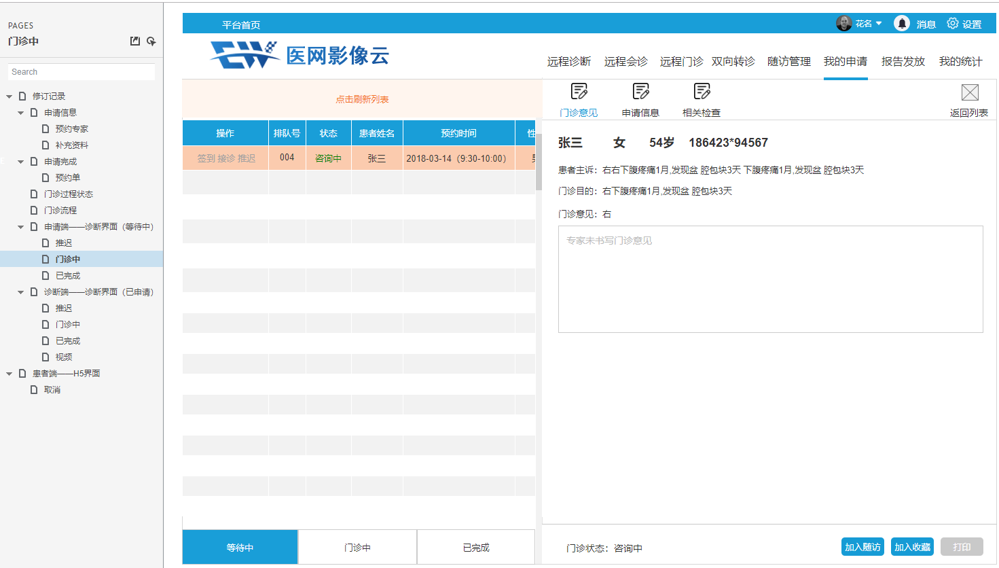 PAGES
门诊中
Search
修订记录
申请信息
预约专家
补充资料
申请完成
预约单
门诊过程状态
门诊流程
申请端——诊断界面（等待中）
推迟
门诊中
已完成
诊断端——诊断界面（已申请）
推迟
门诊中
已完成
视频
患者端——H5界面
取消
平台首页
花名 消息 设置
EW 医网影像云
远程诊断 远程会诊 远程门诊 双向转诊 随访管理 我的申请 报告发放 我的统计
点击刷新列表
操作 排队号 状态 患者姓名 预约时间 性
签到 接诊 推迟 004 咨询中 张三 2018-03-14（9:30-10:00）
等待中 门诊中 已完成
门诊意见 申请信息 相关检查 返回列表
张三 女 54岁 186423*94567
患者主诉：右右下腹疼痛1月,发现盆 腔包块3天 下腹疼痛1月,发现盆 腔包块3天
门诊目的：右下腹疼痛1月,发现盆 腔包块3天
门诊意见：右
专家未书写门诊意见
门诊状态：咨询中
加入随访 加入收藏 打印